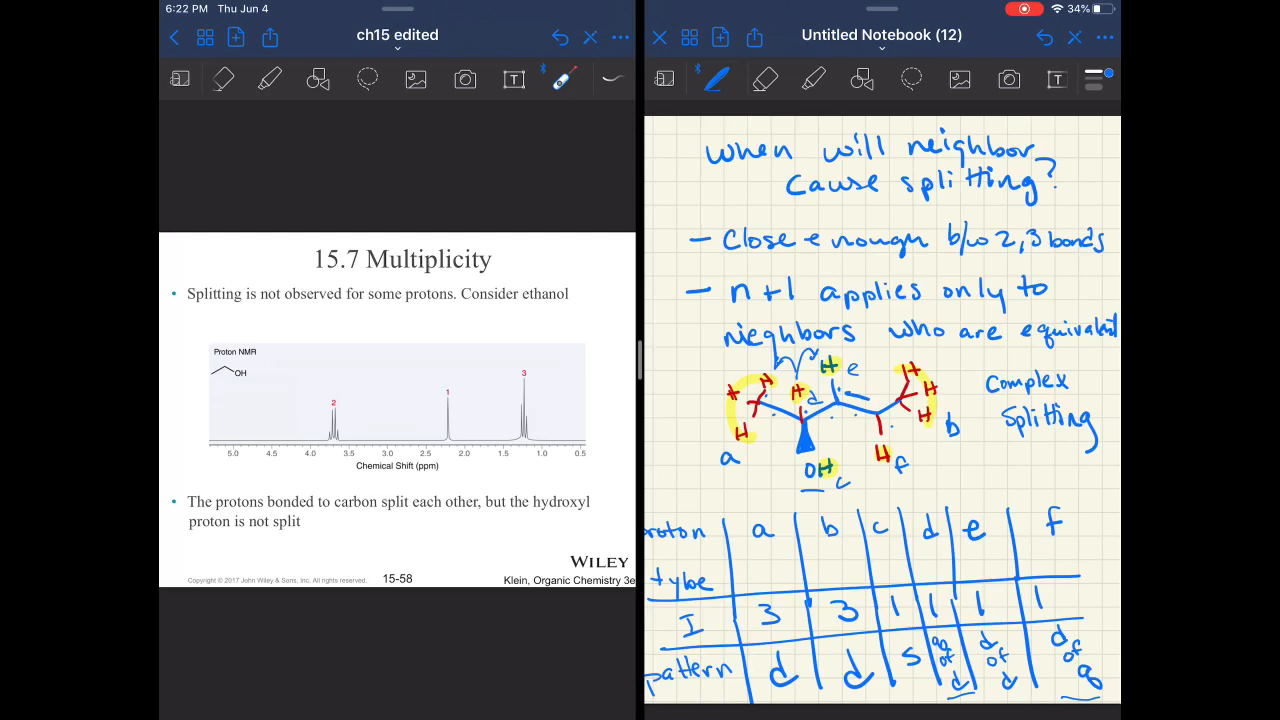 6:22 PM Thu Jun 4
34%
ch15 edited
Untitled Notebook (12)
T
T
15.7 Multiplicity
• Splitting is not observed for some protons. Consider ethanol
Proton NMR
OH
2
1
3
5.0 4.5 4.0 3.5 3.0 2.5 2.0 1.5 1.0 0.5
Chemical Shift (ppm)
• The protons bonded to carbon split each other, but the hydroxyl
proton is not split
WILEY
Copyright © 2017 John Wiley & Sons, Inc. All rights reserved. 15-58 Klein, Organic Chemistry 3e
When will neighbor
cause splitting?
- Close enough b/w 2,3 bonds
- n+1 applies only to
neighbors who are equivalent
H H H H e H H
H d H
H OH c H f b
a
Complex
Splitting
proton a b c d e f
type
I 3 3 1 1 1 1
pattern d d s q of d d of d d of q